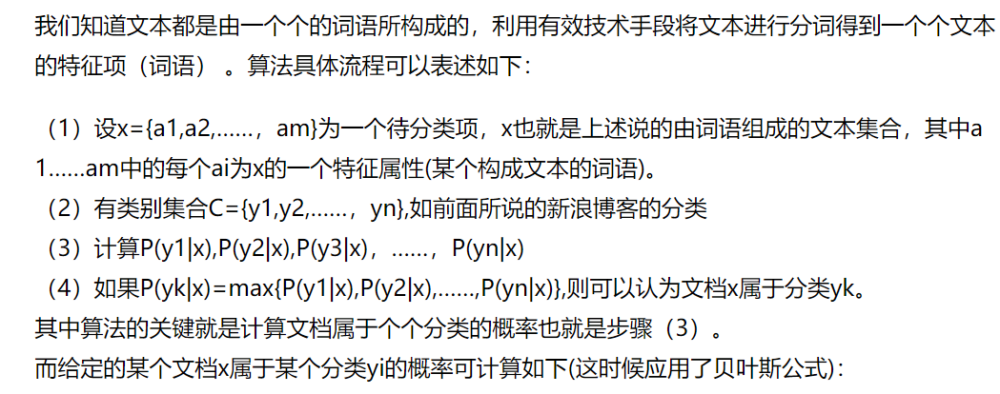 我们知道文本都是由一个个的词语所构成的，利用有效技术手段将文本进行分词得到一个个文本
的特征项（词语） 。算法具体流程可以表述如下：
（1）设x={a1,a2,......，am}为一个待分类项，x也就是上述说的由词语组成的文本集合，其中a
1......am中的每个ai为x的一个特征属性(某个构成文本的词语)。
（2）有类别集合C={y1,y2,......，yn},如前面所说的新浪博客的分类
（3）计算P(y1|x),P(y2|x),P(y3|x)，......，P(yn|x)
（4）如果P(yk|x)=max{P(y1|x),P(y2|x),......,P(yn|x)},则可以认为文档x属于分类yk。
其中算法的关键就是计算文档属于个个分类的概率也就是步骤（3）。
而给定的某个文档x属于某个分类yi的概率可计算如下(这时候应用了贝叶斯公式)：